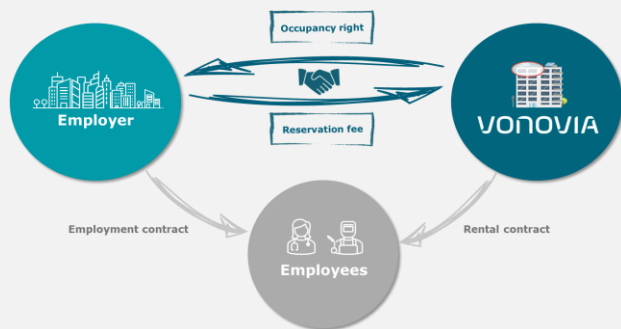 Occupancy right
Employer
VONOVIA
Reservation fee
Employment contract
Rental contract
Employees